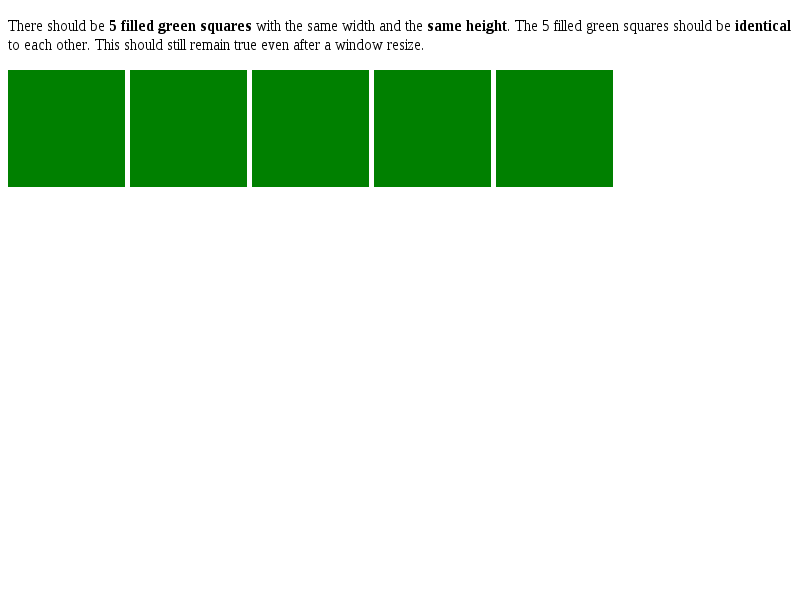 There should be 5 filled green squares with the same width and the same height. The 5 filled green squares should be identical
to each other. This should still remain true even after a window resize.